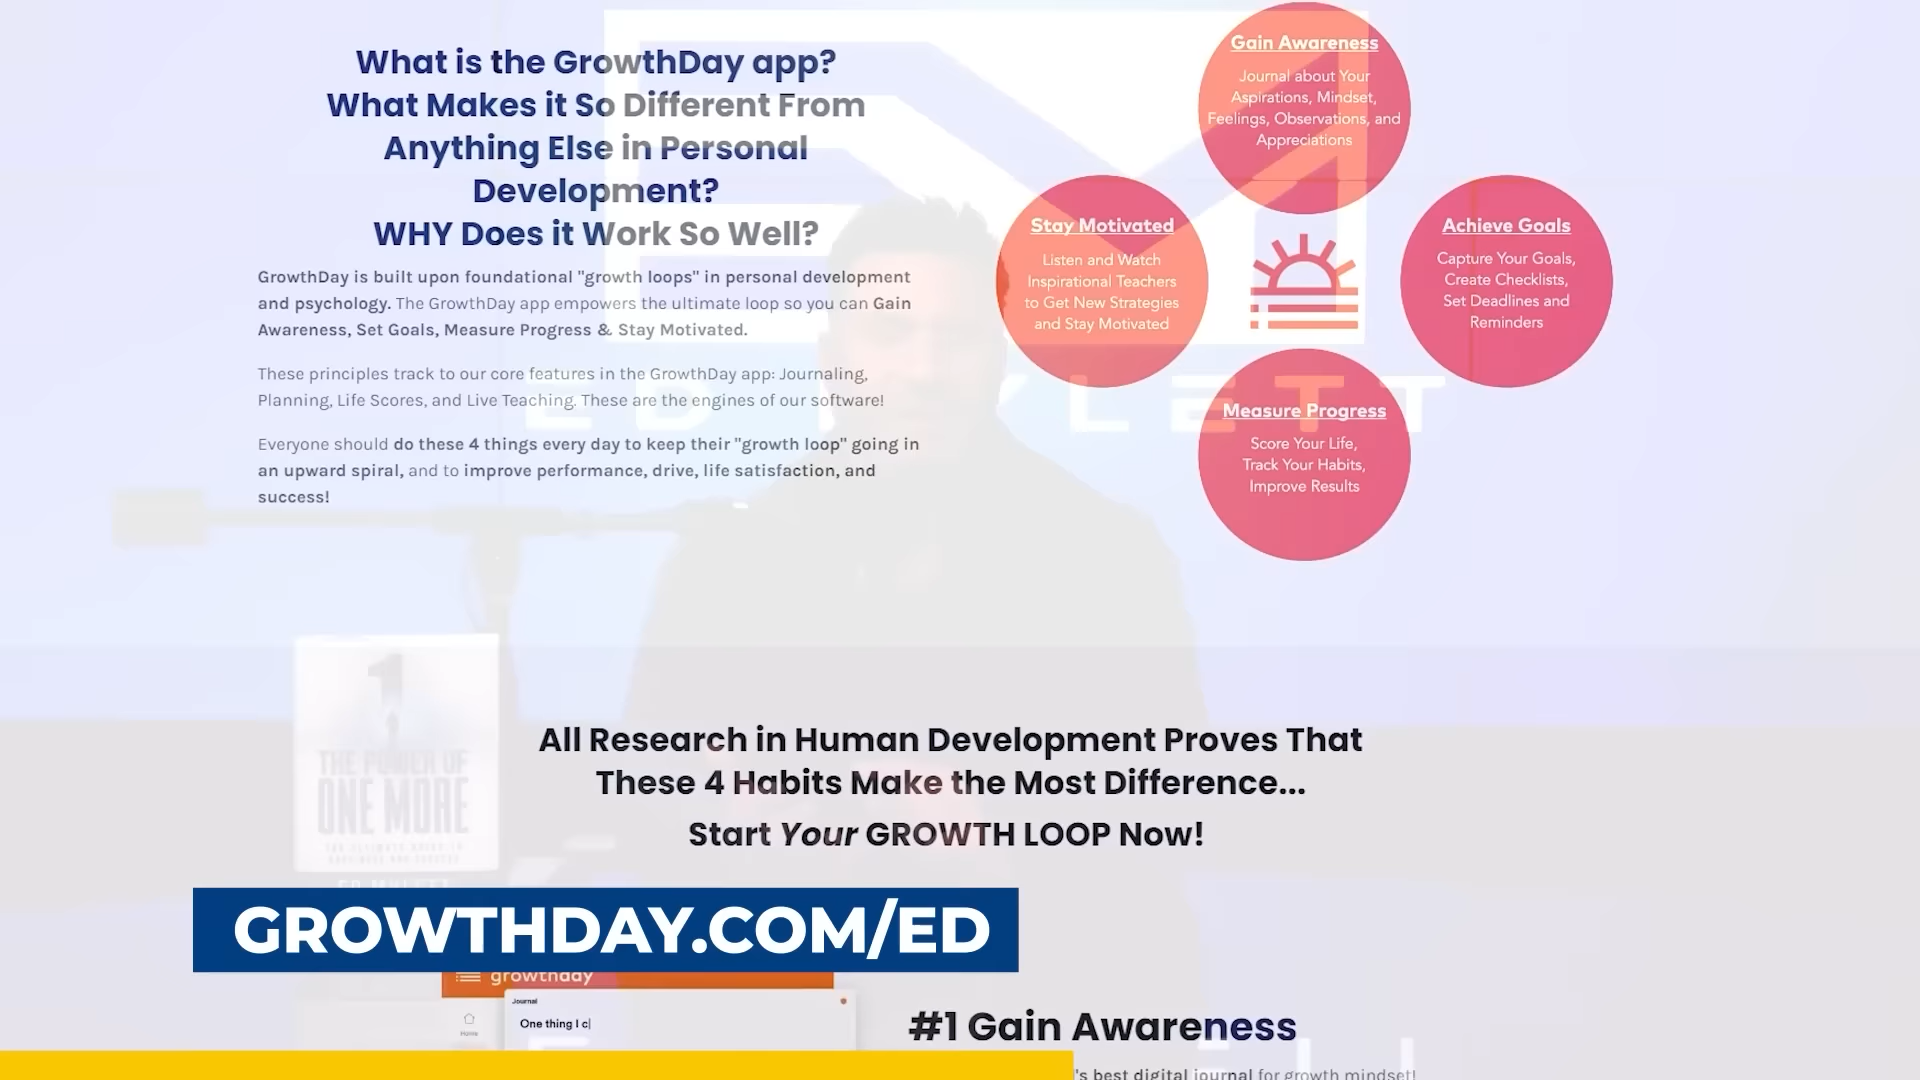 What is the GrowthDay app?
What Makes it So Different From
Anything Else in Personal
Development?
WHY Does it Work So Well?
GrowthDay is built upon foundational "growth loops" in personal development
and psychology. The GrowthDay app empowers the ultimate loop so you can Gain
Awareness, Set Goals, Measure Progress & Stay Motivated.
These principles track to our core features in the GrowthDay app: Journaling,
Planning, Life Scores, and Live Teaching. These are the engines of our software!
Everyone should do these 4 things every day to keep their "growth loop" going in
an upward spiral, and to improve performance, drive, life satisfaction, and
success!
Gain Awareness
Journal about Your
Aspirations, Mindset,
Feelings, Observations, and
Appreciations
Stay Motivated
Listen and Watch
Inspirational Teachers
to Get New Strategies
and Stay Motivated
Achieve Goals
Capture Your Goals,
Create Checklists,
Set Deadlines and
Reminders
Measure Progress
Score Your Life,
Track Your Habits,
Improve Results
ED MYLETT
THE POWER OF
ONE MORE
ED MYLETT
All Research in Human Development Proves That
These 4 Habits Make the Most Difference...
Start Your GROWTH LOOP Now!
GROWTHDAY.COM/ED
growthday
Journal
Home
One thing I c
#1 Gain Awareness
's best digital journal for growth mindset!